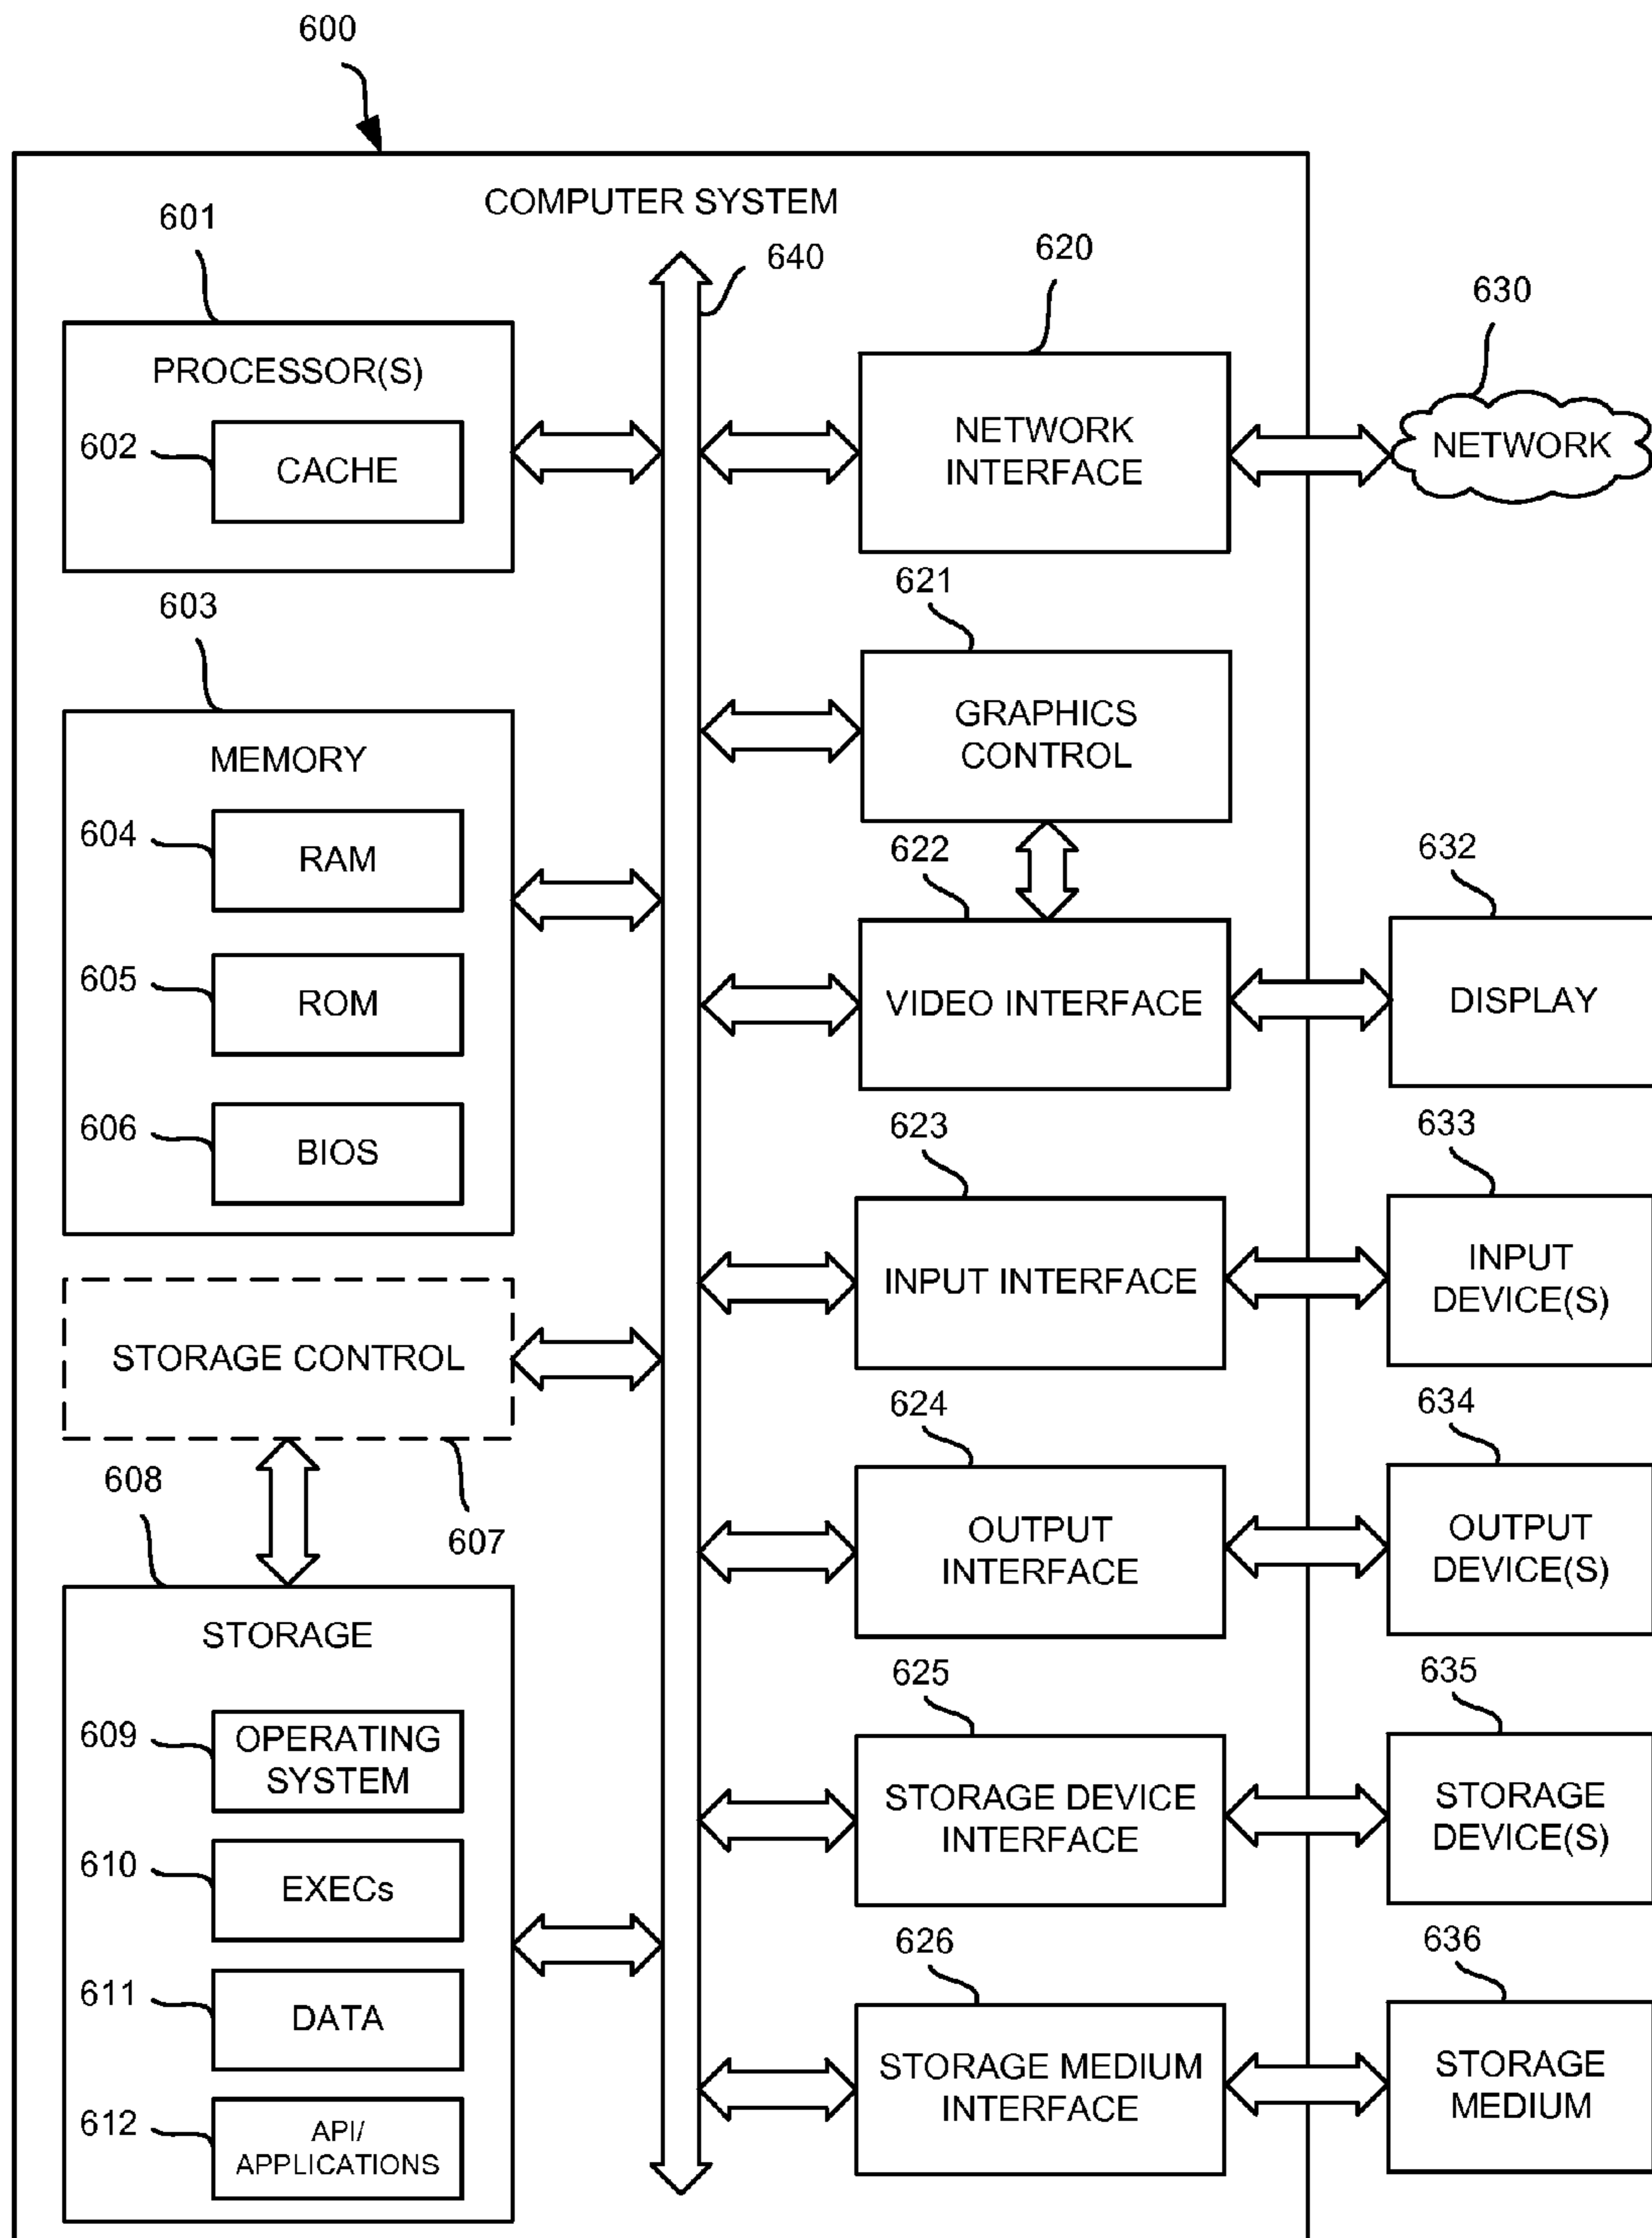 600
COMPUTER SYSTEM
601
640
620
630
PROCESSOR(S)
602
CACHE
NETWORK
INTERFACE
NETWORK
621
603
GRAPHICS
CONTROL
MEMORY
604
RAM
622
632
605
ROM
VIDEO INTERFACE
DISPLAY
606
BIOS
623
633
INPUT INTERFACE
INPUT
DEVICE(S)
STORAGE CONTROL
607
624
634
608
OUTPUT
INTERFACE
OUTPUT
DEVICE(S)
STORAGE
625
635
609
OPERATING
SYSTEM
STORAGE DEVICE
INTERFACE
STORAGE
DEVICE(S)
610
EXECs
626
636
611
DATA
STORAGE MEDIUM
INTERFACE
STORAGE
MEDIUM
612
API/
APPLICATIONS